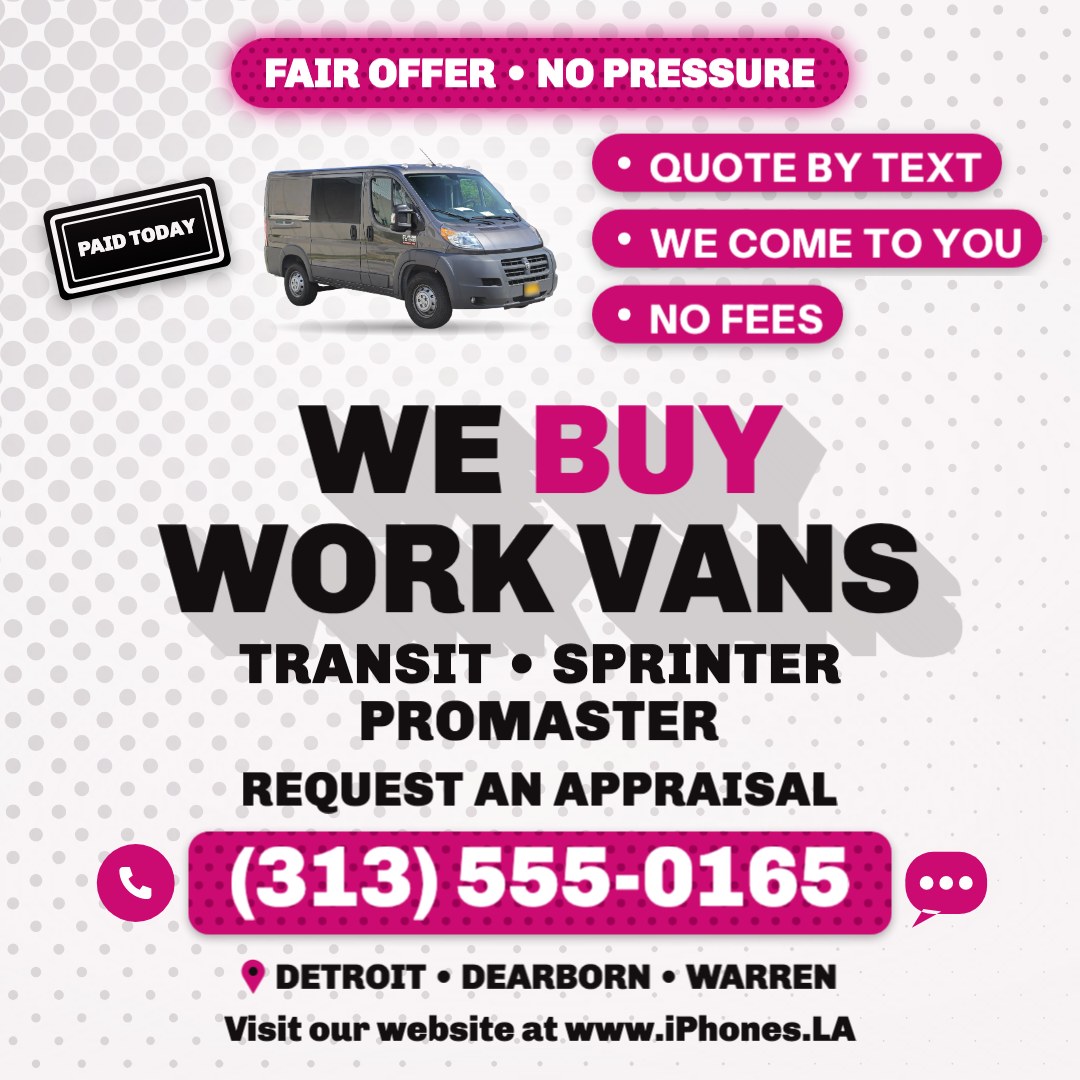 FAIR OFFER • NO PRESSURE
PAID TODAY
• QUOTE BY TEXT
• WE COME TO YOU
• NO FEES
WE BUY
WORK VANS
TRANSIT • SPRINTER
PROMASTER
REQUEST AN APPRAISAL
(313) 555-0165
DETROIT • DEARBORN • WARREN
Visit our website at www.iPhones.LA